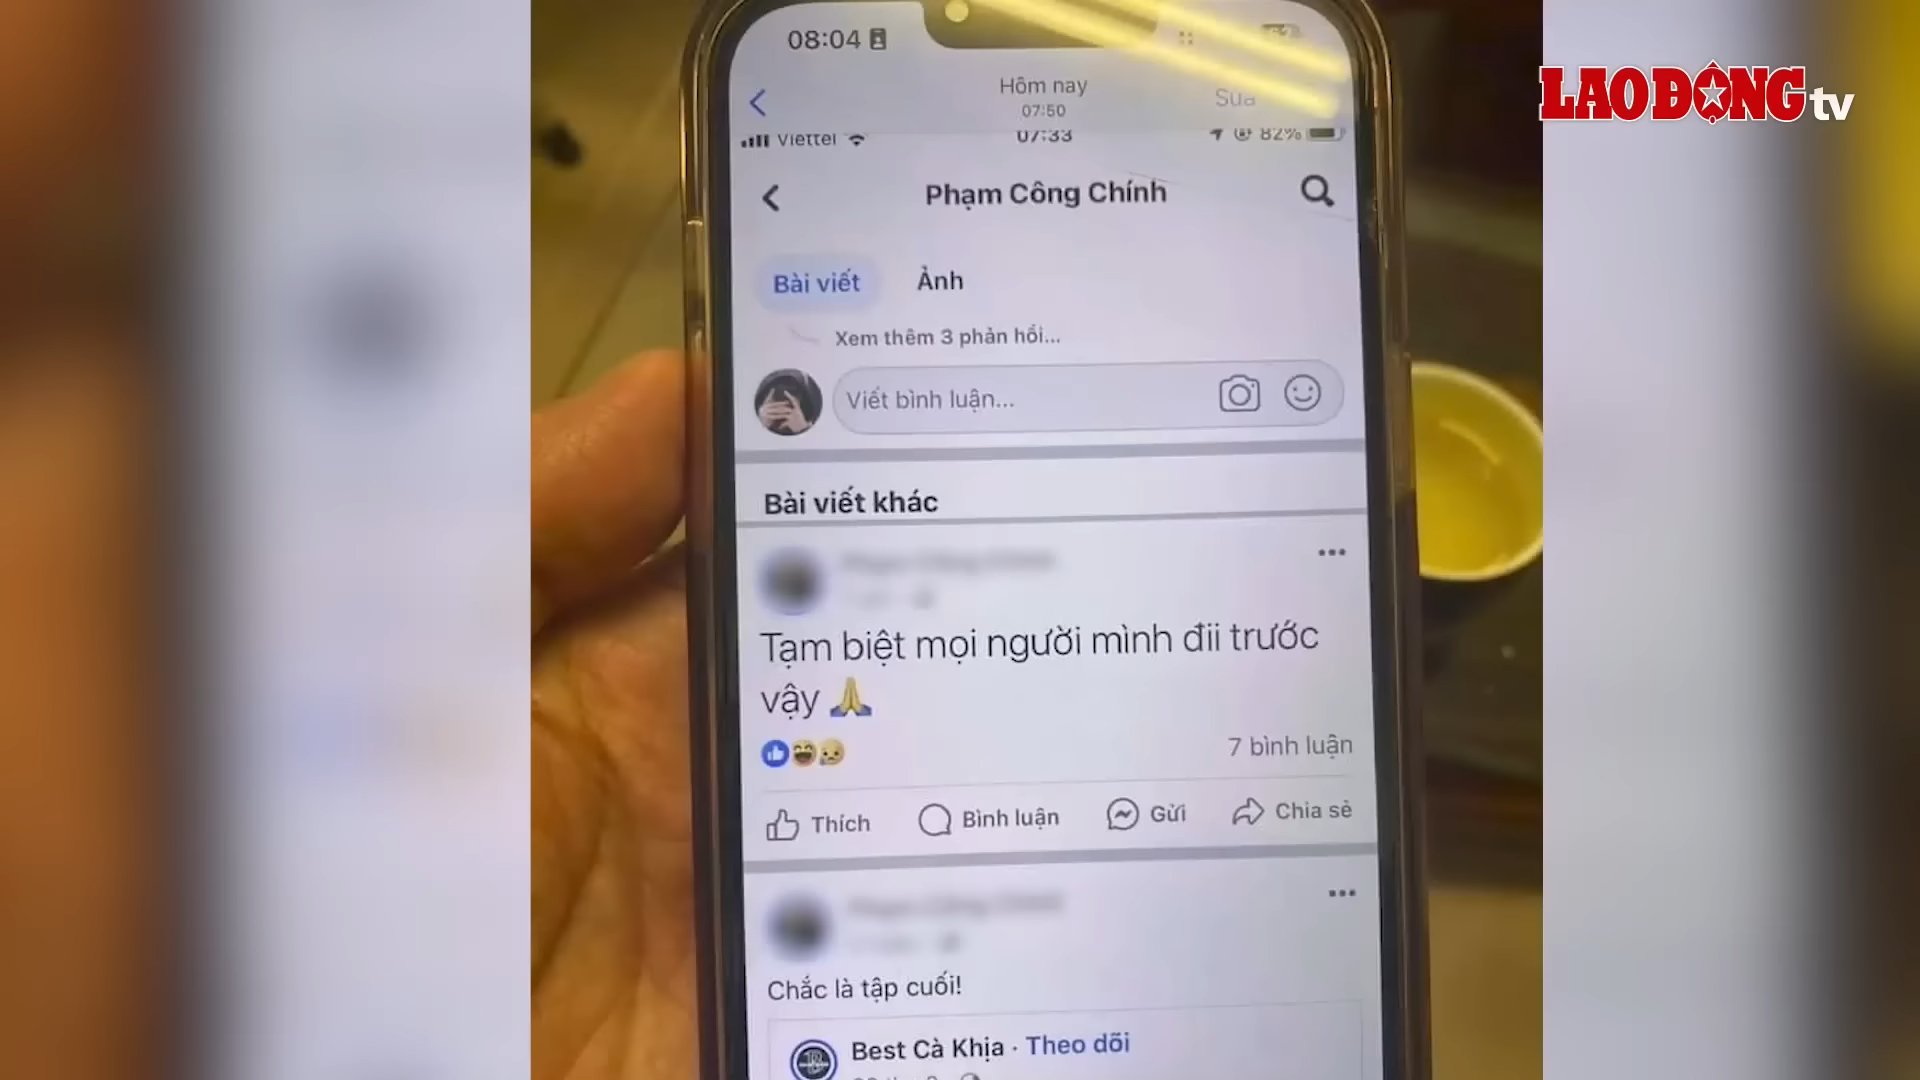 08:04
LAO ĐỘNG tv
Hôm nay
07:50
Sửa
Viettel
07:33
82%
Phạm Công Chính
Bài viết
Ảnh
Xem thêm 3 phản hồi...
Viết bình luận...
Bài viết khác
Tạm biệt mọi người mình đii trước
vậy 🙏
7 bình luận
Thích
Bình luận
Gửi
Chia sẻ
Chắc là tập cuối!
Best Cà Khịa · Theo dõi